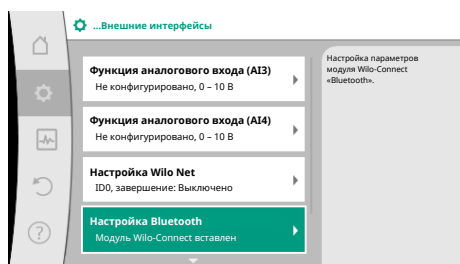 ...Внешние интерфейсы
Функция аналогового входа (AI3)
Не конфигурировано, 0 – 10 В
Функция аналогового входа (AI4)
Не конфигурировано, 0 – 10 В
Настройка Wilo Net
ID0, завершение: Выключено
Настройка Bluetooth
Модуль Wilo-Connect вставлен
Настройка параметров
модуля Wilo-Connect
«Bluetooth».
?